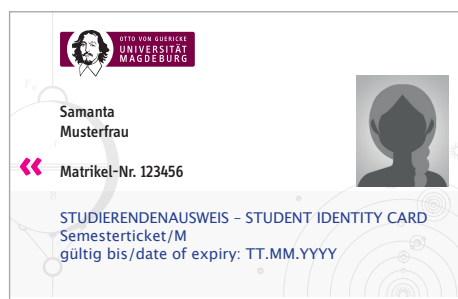 OTTO VON GUERICKE
UNIVERSITÄT
MAGDEBURG
Samanta
Musterfrau
«
Matrikel-Nr. 123456
STUDIERENDENAUSWEIS – STUDENT IDENTITY CARD
Semesterticket/M
gültig bis/date of expiry: TT.MM.YYYY